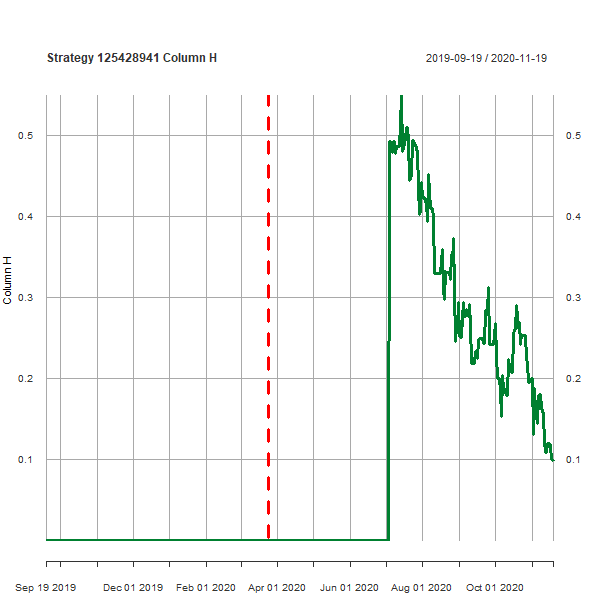 Strategy 125428941 Column H
2019-09-19 / 2020-11-19
0.5
0.5
0.4
0.4
Column H
0.3
0.3
0.2
0.2
0.1
0.1
Sep 19 2019
Dec 01 2019
Feb 01 2020
Apr 01 2020
Jun 01 2020
Aug 01 2020
Oct 01 2020